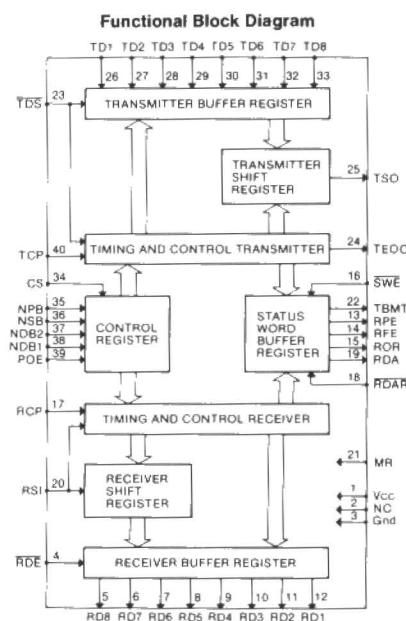 Functional Block Diagram
TD1 TD2 TD3 TD4 TD5 TD6 TD7 TD8
26 27 28 29 30 31 32 33
TDS 23
TRANSMITTER BUFFER REGISTER
TRANSMITTER
SHIFT
REGISTER
25 TSO
TCP 40
TIMING AND CONTROL TRANSMITTER
24 TEOC
CS 34
16 SWE
NPB 35
NSB 36
NDB2 37
NDB1 38
POE 39
CONTROL
REGISTER
STATUS
WORD
BUFFER
REGISTER
22 TBMT
13 RPE
14 RFE
15 ROR
19 RDA
18 RDAR
RCP 17
TIMING AND CONTROL RECEIVER
21 MR
RSI 20
RECEIVER
SHIFT
REGISTER
1 Vcc
2 NC
3 Gnd
RDE 4
RECEIVER BUFFER REGISTER
5 6 7 8 9 10 11 12
RD8 RD7 RD6 RD5 RD4 RD3 RD2 RD1